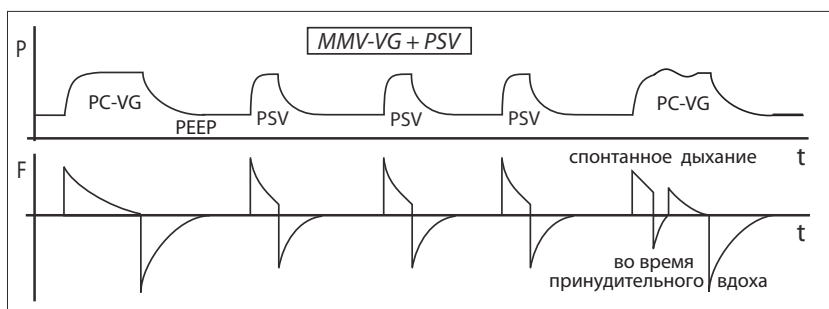 MMV-VG + PSV
P
PC-VG
PEEP
PSV
PSV
PSV
PC-VG
t
F
спонтанное дыхание
t
во время
принудительного вдоха